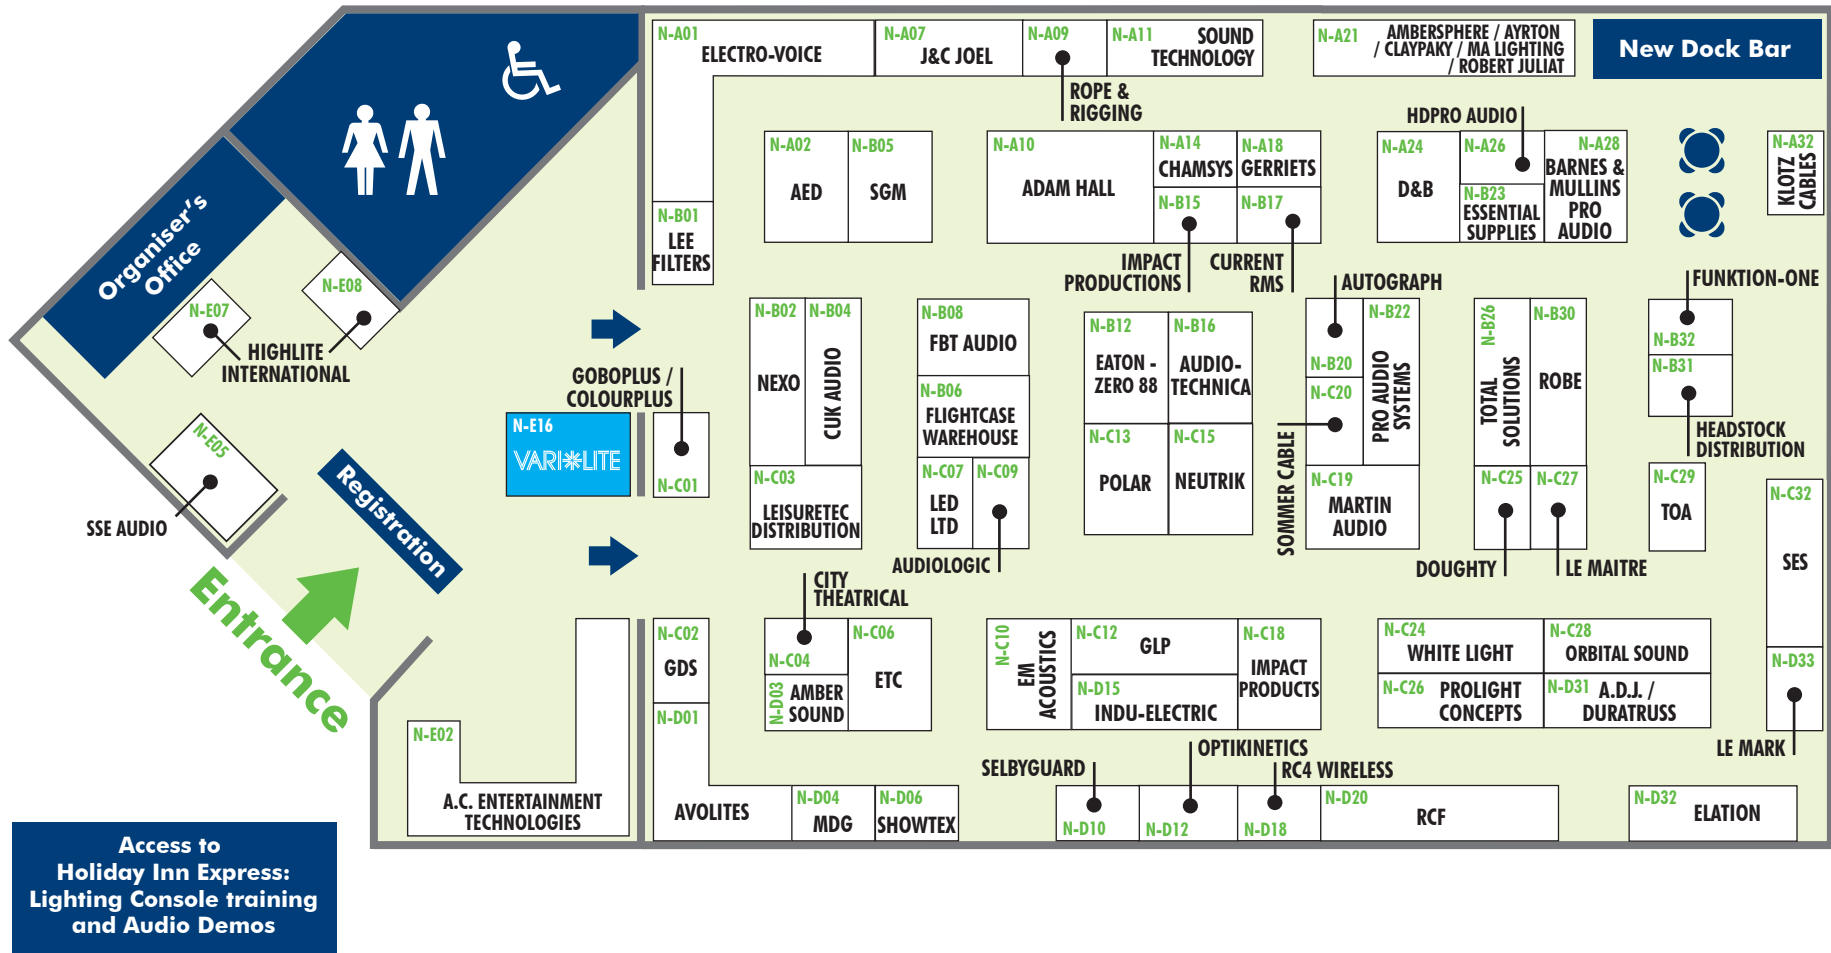 N-A01
ELECTRO-VOICE
N-A07
J&C JOEL
N-A09
ROPE &
RIGGING
N-A11
SOUND
TECHNOLOGY
N-A21
AMBERSPHERE / AYRTON
/ CLAYPAKY / MA LIGHTING
/ ROBERT JULIAT
New Dock Bar
N-A02
AED
N-B05
SGM
N-A10
ADAM HALL
N-A14
CHAMSYS
N-A18
GERRIETS
N-B15
IMPACT
PRODUCTIONS
N-B17
CURRENT
RMS
HDPRO AUDIO
N-A24
D&B
N-A26
N-B23
ESSENTIAL
SUPPLIES
N-A28
BARNES &
MULLINS
PRO
AUDIO
N-A32
KLOTZ
CABLES
Organiser's
Office
N-B01
LEE
FILTERS
N-E07
N-E08
HIGHLITE
INTERNATIONAL
N-B02
NEXO
N-B04
CUK AUDIO
N-B08
FBT AUDIO
N-B06
FLIGHTCASE
WAREHOUSE
N-B12
EATON -
ZERO 88
N-B16
AUDIO-
TECHNICA
AUTOGRAPH
N-B20
N-B22
PRO AUDIO
SYSTEMS
N-C20
SOMMER CABLE
N-B26
TOTAL
SOLUTIONS
N-B30
ROBE
FUNKTION-ONE
N-B32
N-B31
HEADSTOCK
DISTRIBUTION
GOBOPLUS /
COLOURPLUS
N-C01
N-E16
VARI*LITE
N-E05
SSE AUDIO
Registration
Entrance
N-C03
LEISURETEC
DISTRIBUTION
N-C07
LED
LTD
N-C09
AUDIOLOGIC
N-C13
POLAR
N-C15
NEUTRIK
N-C19
MARTIN
AUDIO
N-C25
DOUGHTY
N-C27
LE MAITRE
N-C29
TOA
N-C32
SES
CITY
THEATRICAL
N-C02
GDS
N-C04
N-D03
AMBER
SOUND
N-C06
ETC
N-C10
EM
ACOUSTICS
N-C12
GLP
N-D15
INDU-ELECTRIC
N-C18
IMPACT
PRODUCTS
N-C24
WHITE LIGHT
N-C28
ORBITAL SOUND
N-C26
PROLIGHT
CONCEPTS
N-D31
A.D.J. /
DURATRUSS
N-D33
LE MARK
N-E02
A.C. ENTERTAINMENT
TECHNOLOGIES
N-D01
AVOLITES
N-D04
MDG
N-D06
SHOWTEX
SELBYGUARD
N-D10
OPTIKINETICS
N-D12
RC4 WIRELESS
N-D18
N-D20
RCF
N-D32
ELATION
Access to
Holiday Inn Express:
Lighting Console training
and Audio Demos